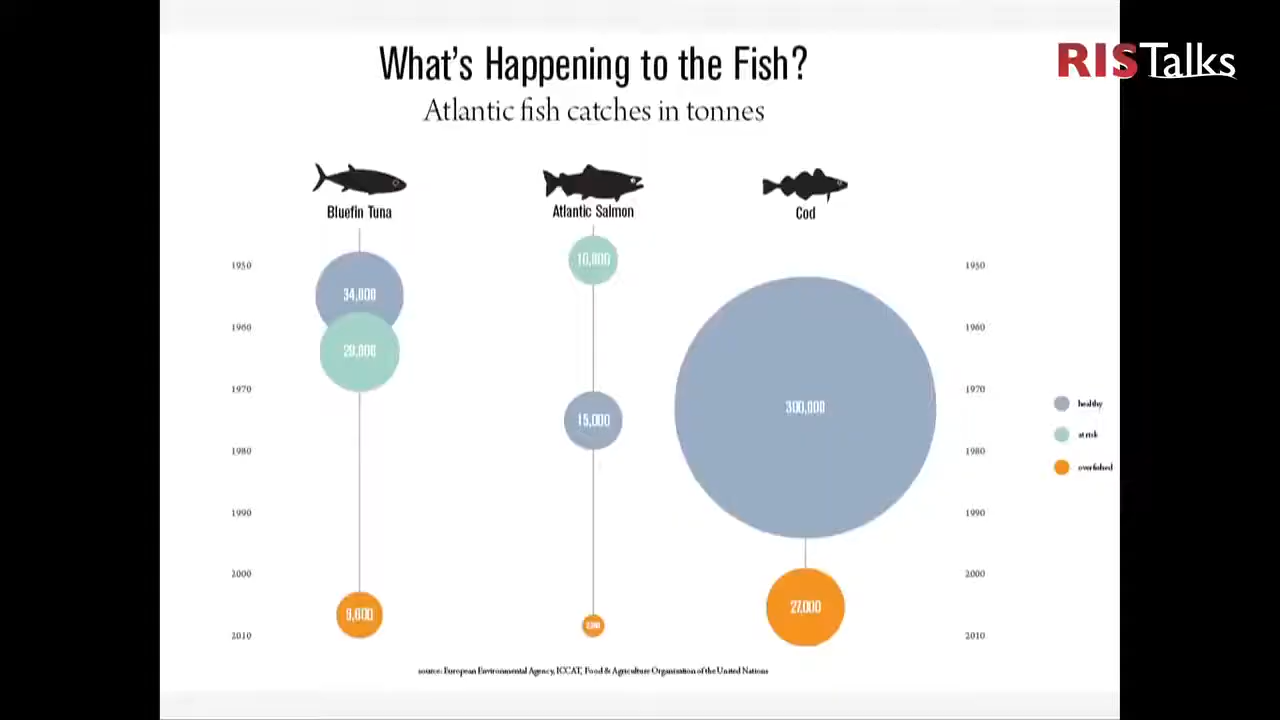 What's Happening to the Fish?
RISTalks
Atlantic fish catches in tonnes
Bluefin Tuna
Atlantic Salmon
Cod
1950
10,000
1950
34,000
1960
1960
29,000
1970
1970
300,000
healthy
15,000
at risk
1980
1980
overfished
1990
1990
2000
2000
27,000
2010
2010
source: European Environmental Agency, ICCAT, Food & Agriculture Organisation of the United Nations